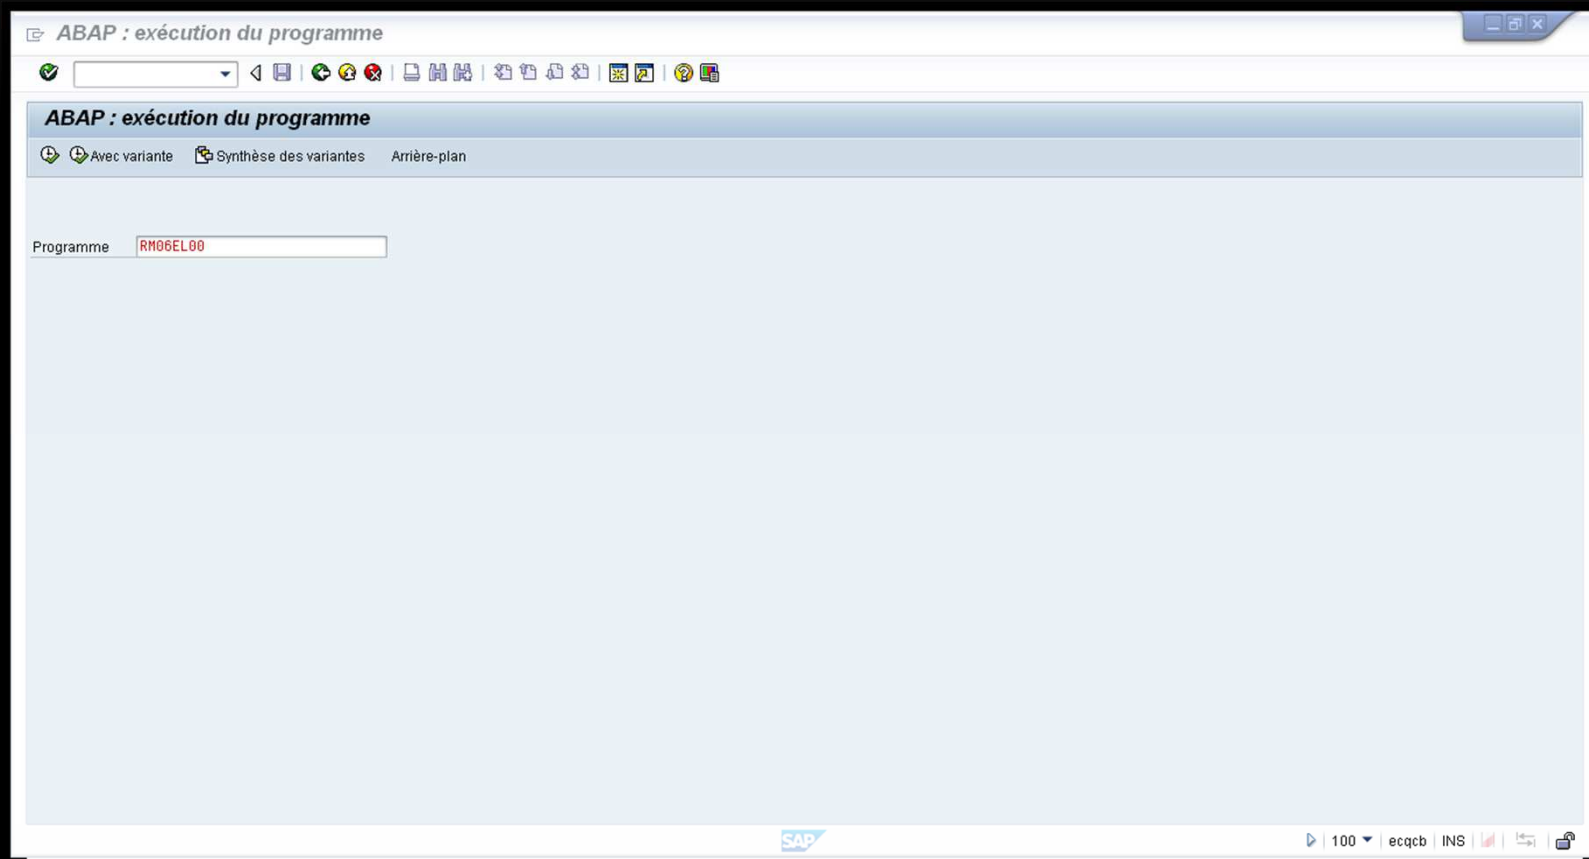 ABAP : exécution du programme
ABAP : exécution du programme
Avec variante Synthèse des variantes Arrière-plan
Programme RM06EL00
SAP
100 ecqcb INS